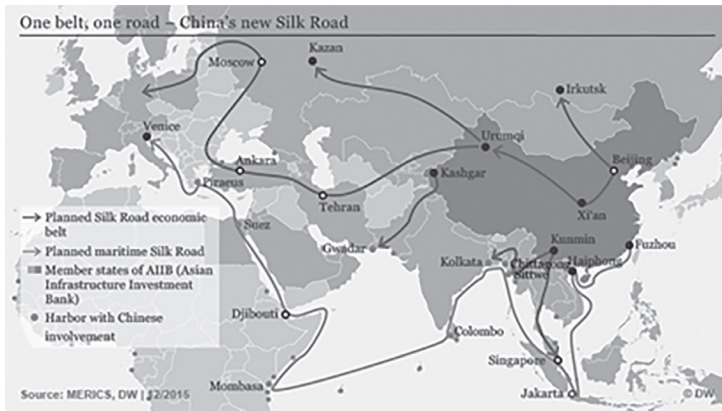 One belt, one road – China's new Silk Road
Kazan
Moscow
Irkutsk
Venice
Urumqi
Ankara
Beijing
Kashgar
Piraeus
Tehran
Xi'an
Planned Silk Road economic
belt
Suez
Planned maritime Silk Road
Gwadar
Kunmin
Fuzhou
Member states of AIIB (Asian
Infrastructure Investment
Bank)
Kolkata
Chittagong
Haiphong
Sittwe
Harbor with Chinese
involvement
Djibouti
Colombo
Singapore
Mombasa
Jakarta
Source: MERICS, DW | 12/2015
© DW